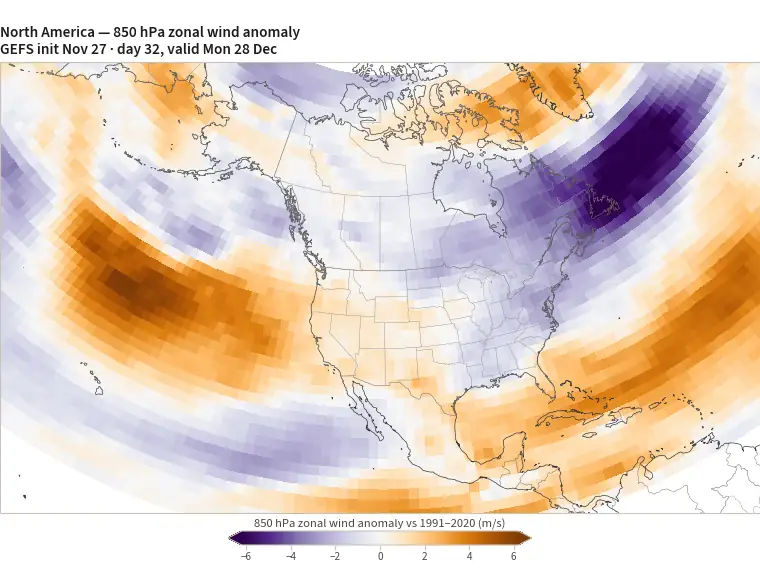 North America — 850 hPa zonal wind anomaly
GEFS init Nov 27 · day 32, valid Mon 28 Dec
850 hPa zonal wind anomaly vs 1991–2020 (m/s)
−6 −4 −2 0 2 4 6